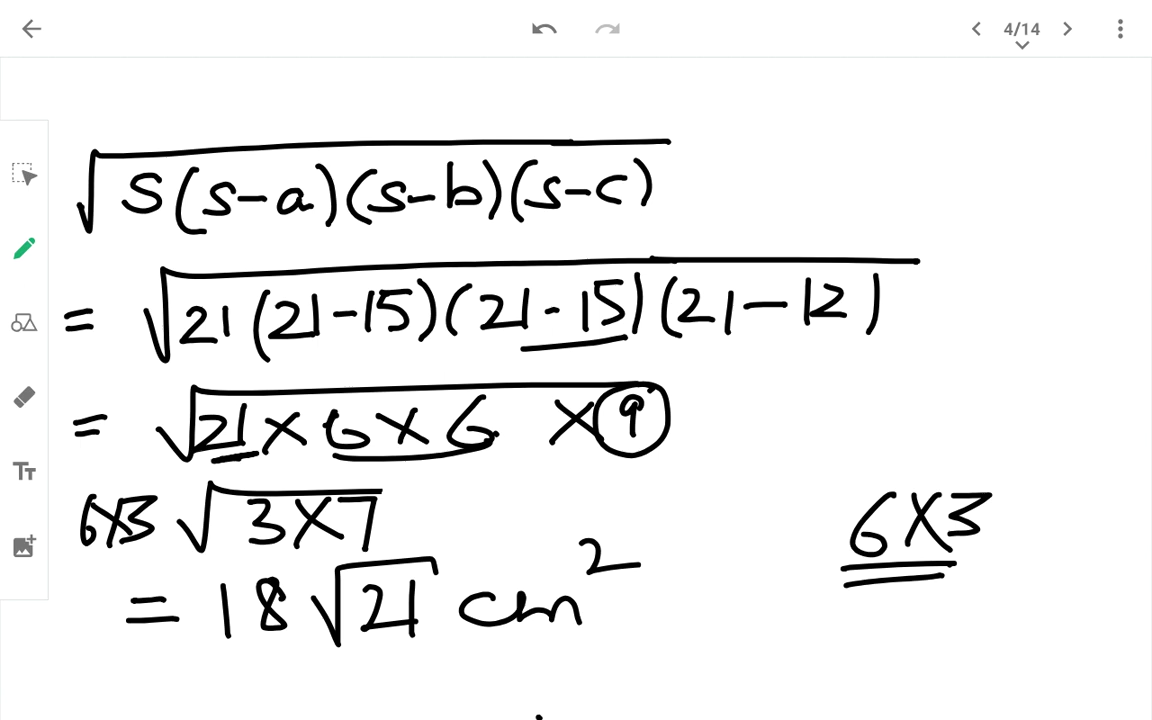 4/14
√S(s-a)(s-b)(s-c)
= √21(21-15)(21-15)(21-12)
= √21×6×6 ×9
6×3 √3×7
6×3
= 18√21 cm²
Tт